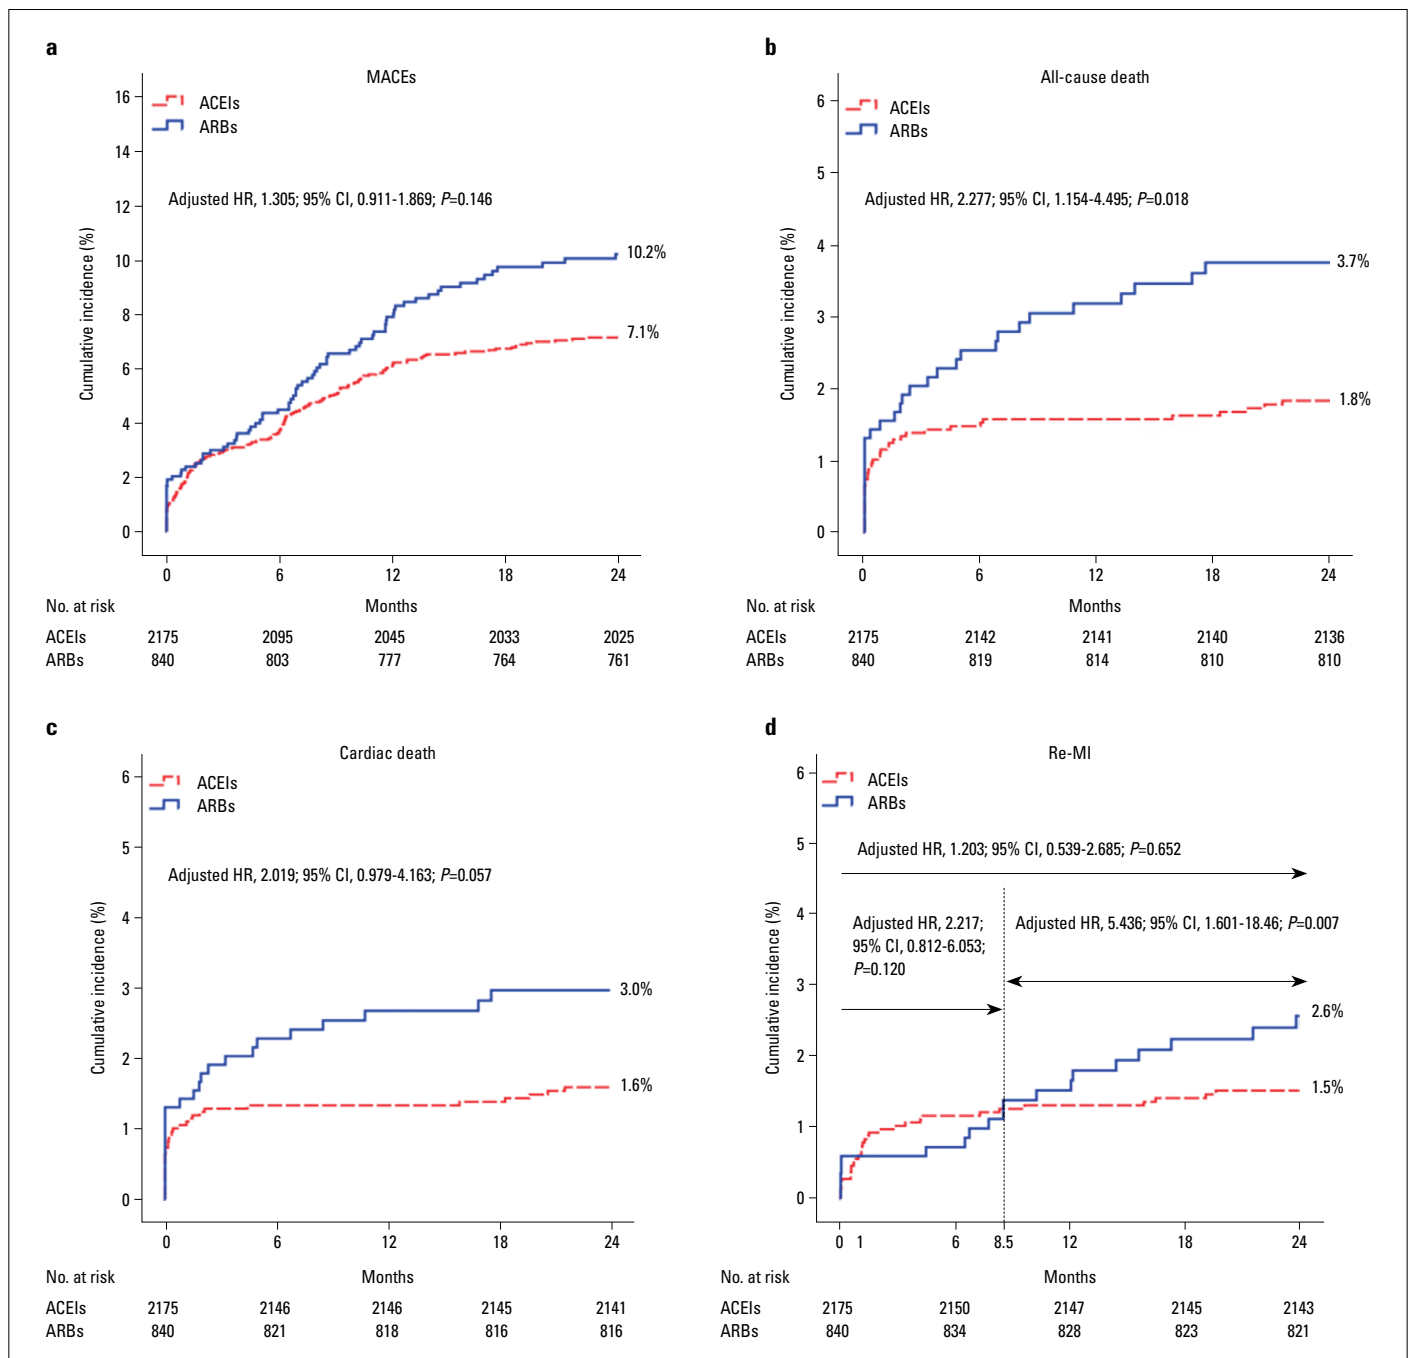 a
MACEs
ACEIs
ARBs
Adjusted HR, 1.305; 95% CI, 0.911-1.869; P=0.146
Cumulative incidence (%)
16
14
12
10
8
6
4
2
0
10.2%
7.1%
0 6 12 18 24
No. at risk Months
ACEIs 2175 2095 2045 2033 2025
ARBs 840 803 777 764 761
b
All-cause death
ACEIs
ARBs
Adjusted HR, 2.277; 95% CI, 1.154-4.495; P=0.018
Cumulative incidence (%)
6
5
4
3
2
1
0
3.7%
1.8%
0 6 12 18 24
No. at risk Months
ACEIs 2175 2142 2141 2140 2136
ARBs 840 819 814 810 810
c
Cardiac death
ACEIs
ARBs
Adjusted HR, 2.019; 95% CI, 0.979-4.163; P=0.057
Cumulative incidence (%)
6
5
4
3
2
1
0
3.0%
1.6%
0 6 12 18 24
No. at risk Months
ACEIs 2175 2146 2146 2145 2141
ARBs 840 821 818 816 816
d
Re-MI
ACEIs
ARBs
Adjusted HR, 1.203; 95% CI, 0.539-2.685; P=0.652
Adjusted HR, 2.217;
95% CI, 0.812-6.053;
P=0.120
Adjusted HR, 5.436; 95% CI, 1.601-18.46; P=0.007
Cumulative incidence (%)
6
5
4
3
2
1
0
2.6%
1.5%
0 1 6 8.5 12 18 24
No. at risk Months
ACEIs 2175 2150 2147 2145 2143
ARBs 840 834 828 823 821